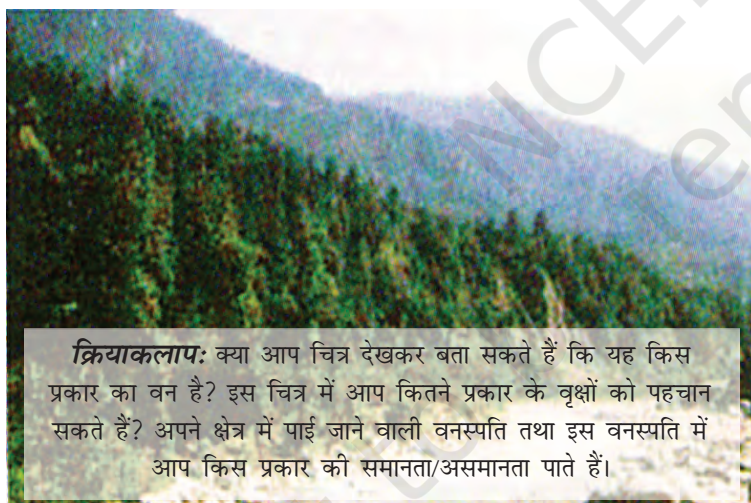 क्रियाकलापः क्या आप चित्र देखकर बता सकते हैं कि यह किस
प्रकार का वन है? इस चित्र में आप कितने प्रकार के वृक्षों को पहचान
सकते हैं? अपने क्षेत्र में पाई जाने वाली वनस्पति तथा इस वनस्पति में
आप किस प्रकार की समानता/असमानता पाते हैं।